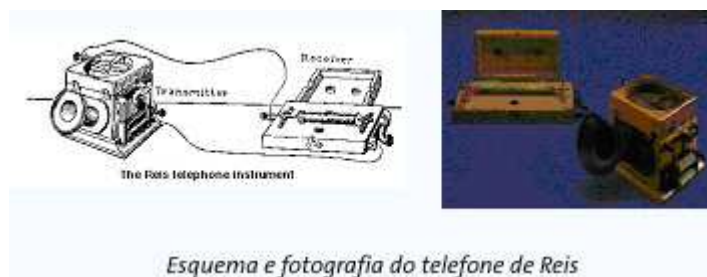 Receiver
Transmitter
The Reis telephone instrument
Esquema e fotografia do telefone de Reis